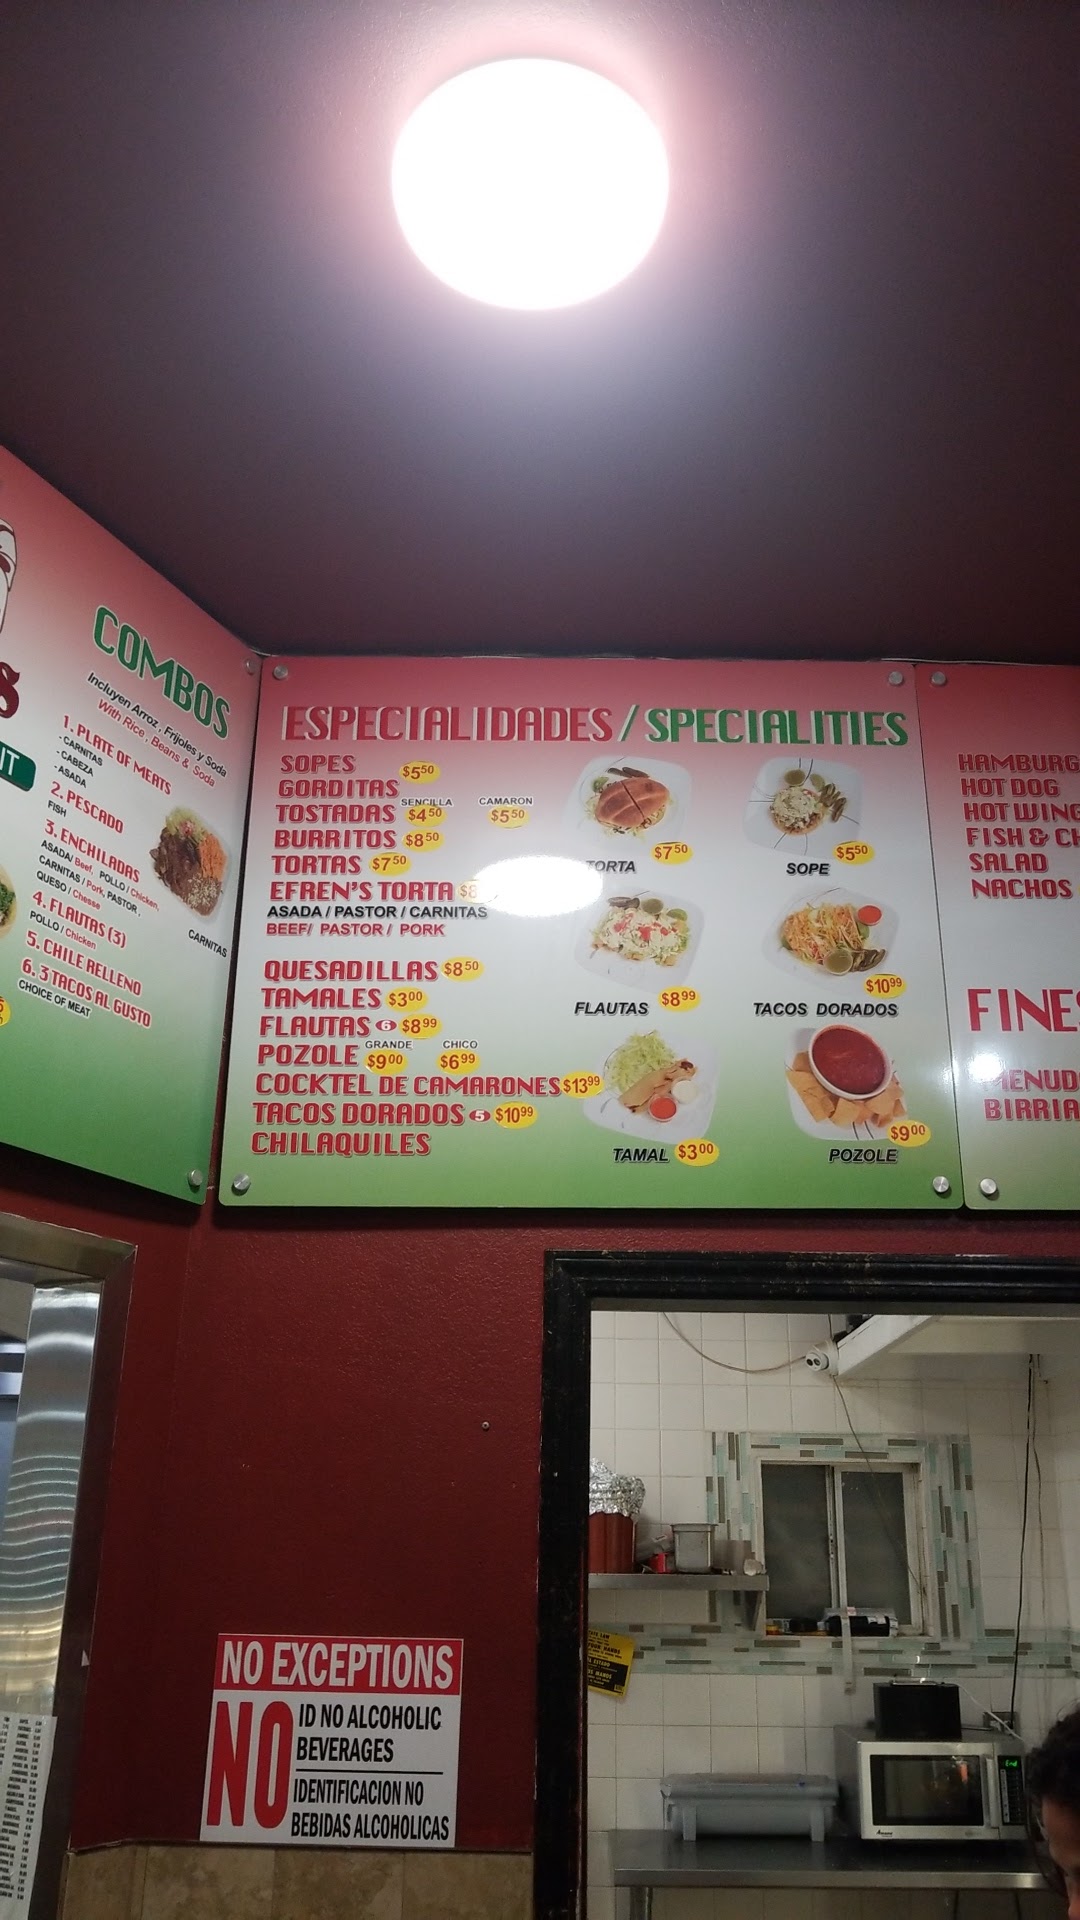 COMBOS
Incluyen Arroz, Frijoles y Soda
With Rice, Beans & Soda
1. PLATE OF MEATS
- CARNITAS
- CABEZA
- ASADA
2. PESCADO
FISH
3. ENCHILADAS
ASADA/ Beef, POLLO / Chicken,
CARNITAS / Pork, PASTOR,
QUESO / Chesse
4. FLAUTAS (3)
POLLO / Chicken
5. CHILE RELLENO
6. 3 TACOS AL GUSTO
CHOICE OF MEAT
CARNITAS
ESPECIALIDADES / SPECIALITIES
SOPES
GORDITAS $5.50
SENCILLA CAMARON
TOSTADAS $4.50 $5.50
BURRITOS $8.50
TORTAS $7.50
EFREN'S TORTA $8
ASADA / PASTOR / CARNITAS
BEEF/ PASTOR / PORK
QUESADILLAS $8.50
TAMALES $3.00
FLAUTAS 6 $8.99
GRANDE CHICO
POZOLE $9.00 $6.99
COCKTEL DE CAMARONES $13.99
TACOS DORADOS 5 $10.99
CHILAQUILES
TORTA $7.50
SOPE $5.50
FLAUTAS $8.99
TACOS DORADOS $10.99
TAMAL $3.00
POZOLE $9.00
HAMBURG
HOT DOG
HOT WING
FISH & CH
SALAD
NACHOS
FINES
MENUDO
BIRRIA
NO EXCEPTIONS
NO
ID NO ALCOHOLIC
BEVERAGES
IDENTIFICACION NO
BEBIDAS ALCOHOLICAS